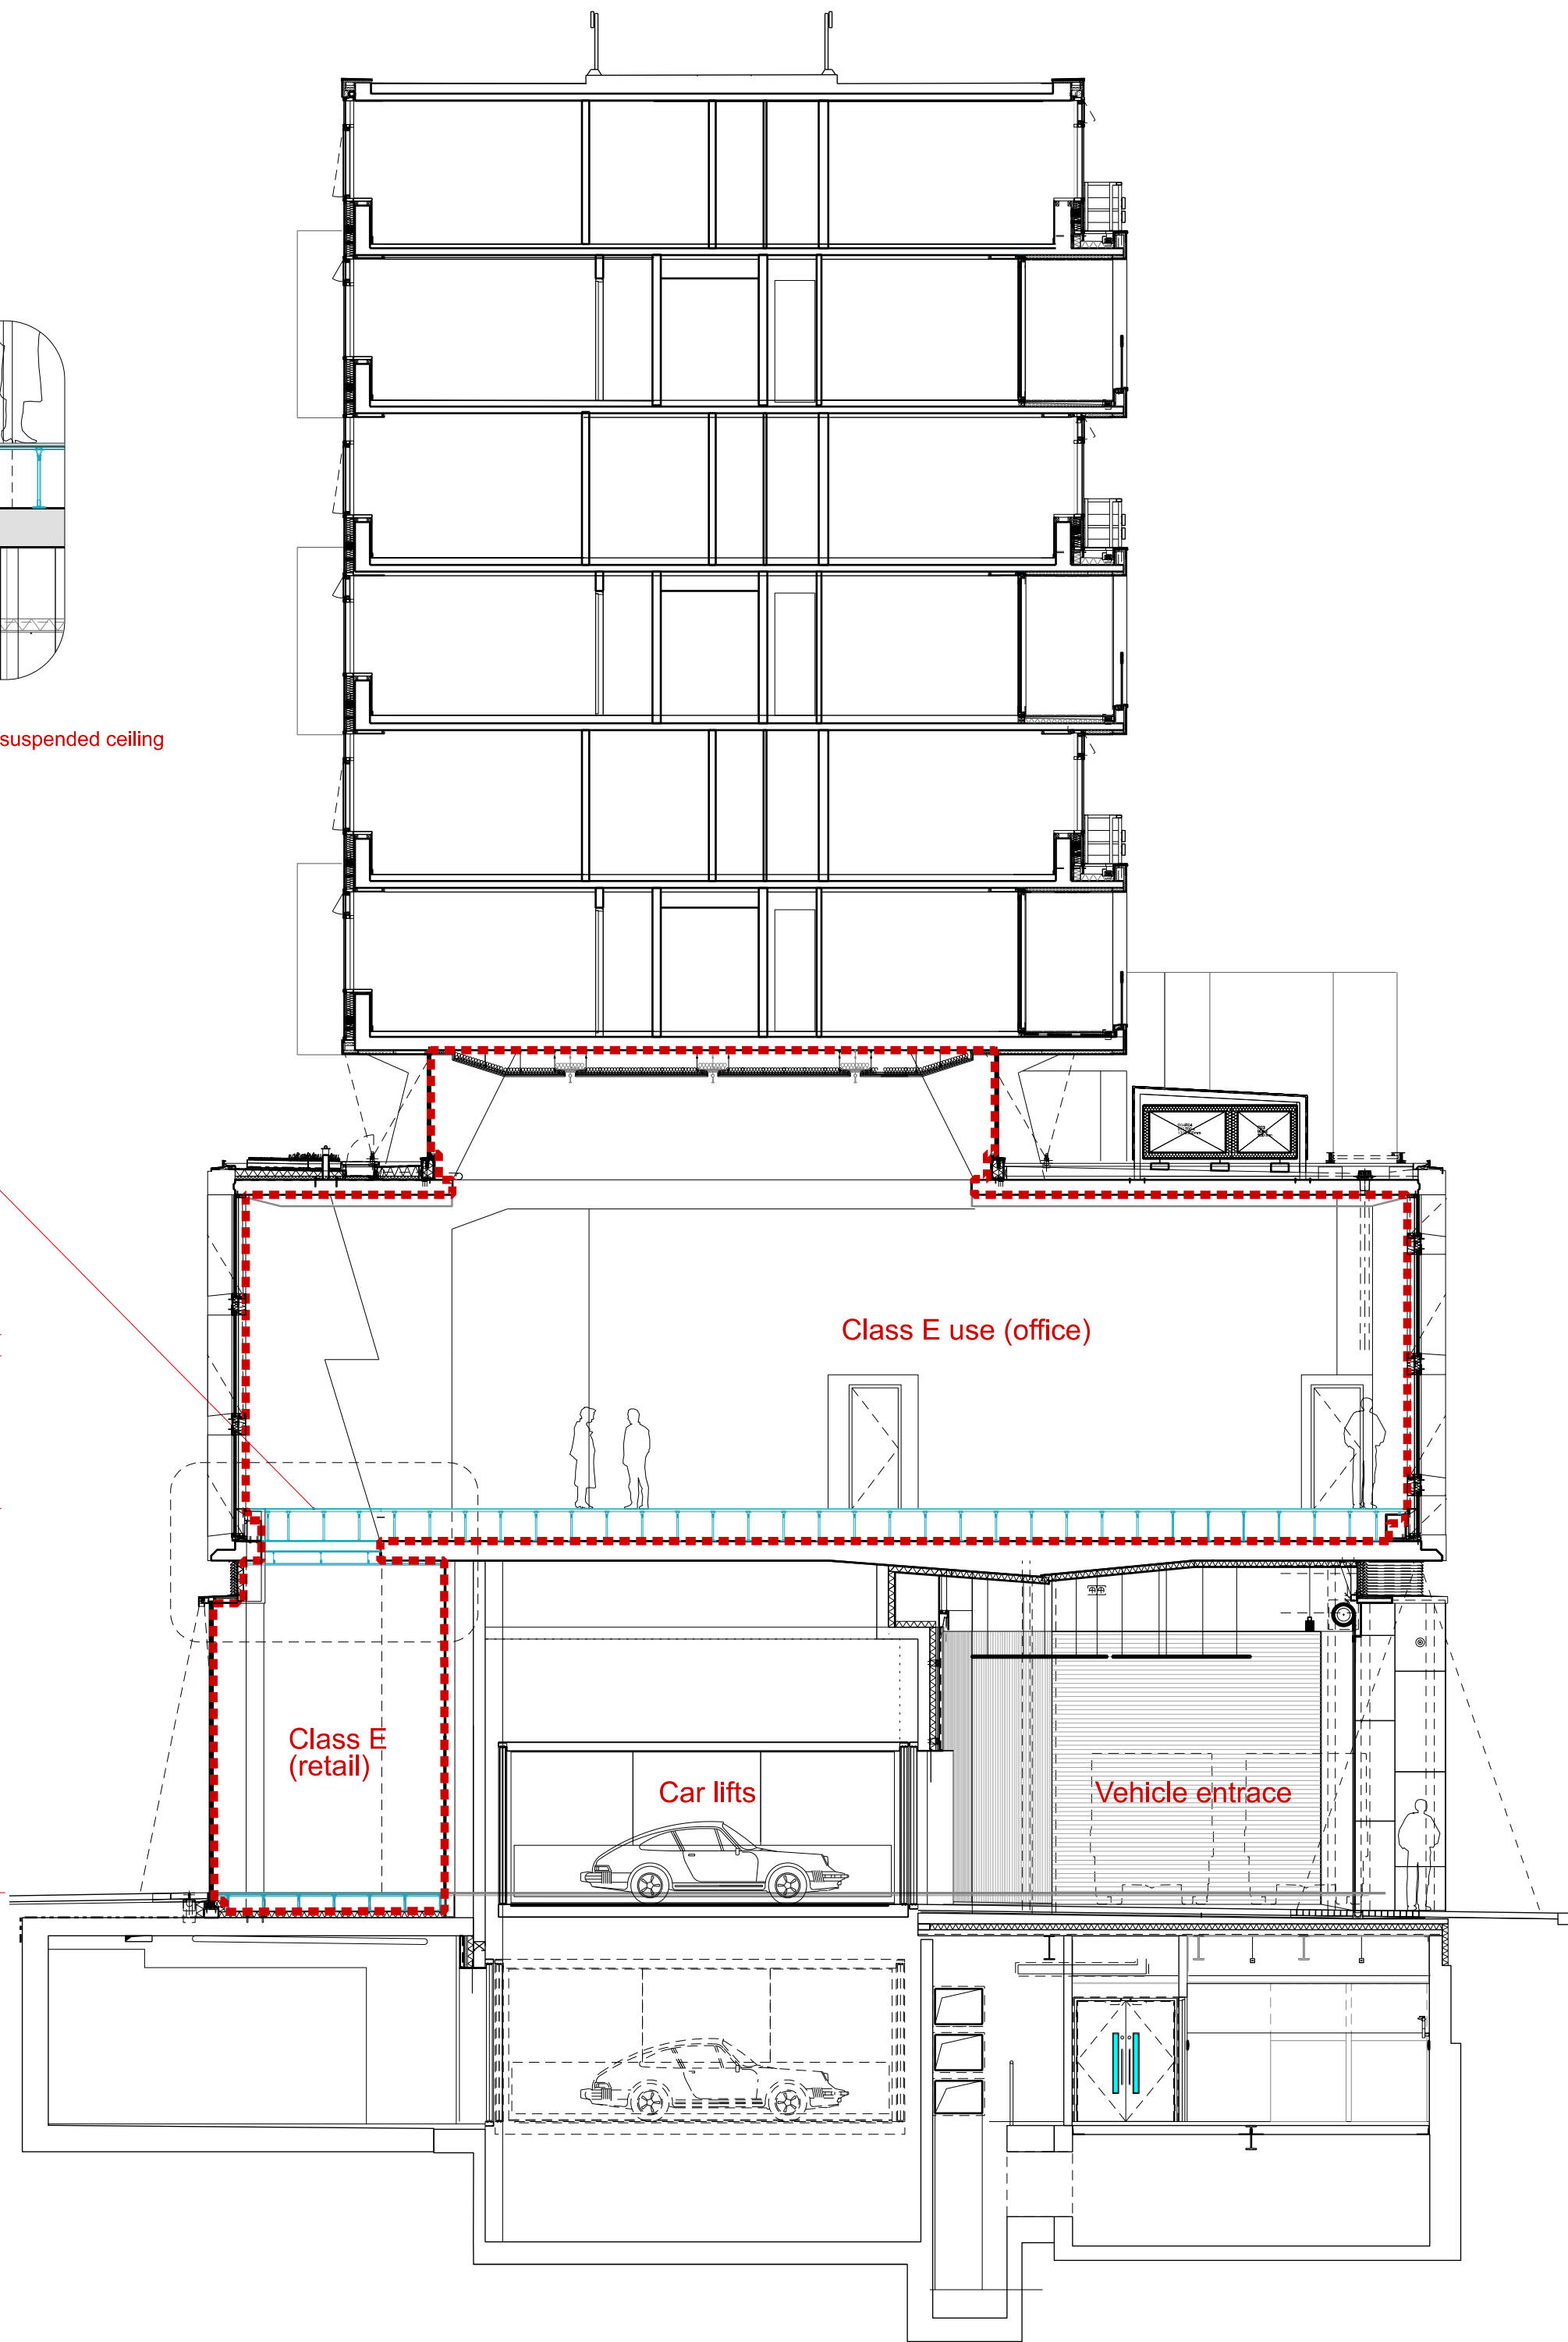 suspended ceiling
Class E use (office)
Class E
(retail)
Car lifts
Vehicle entrace